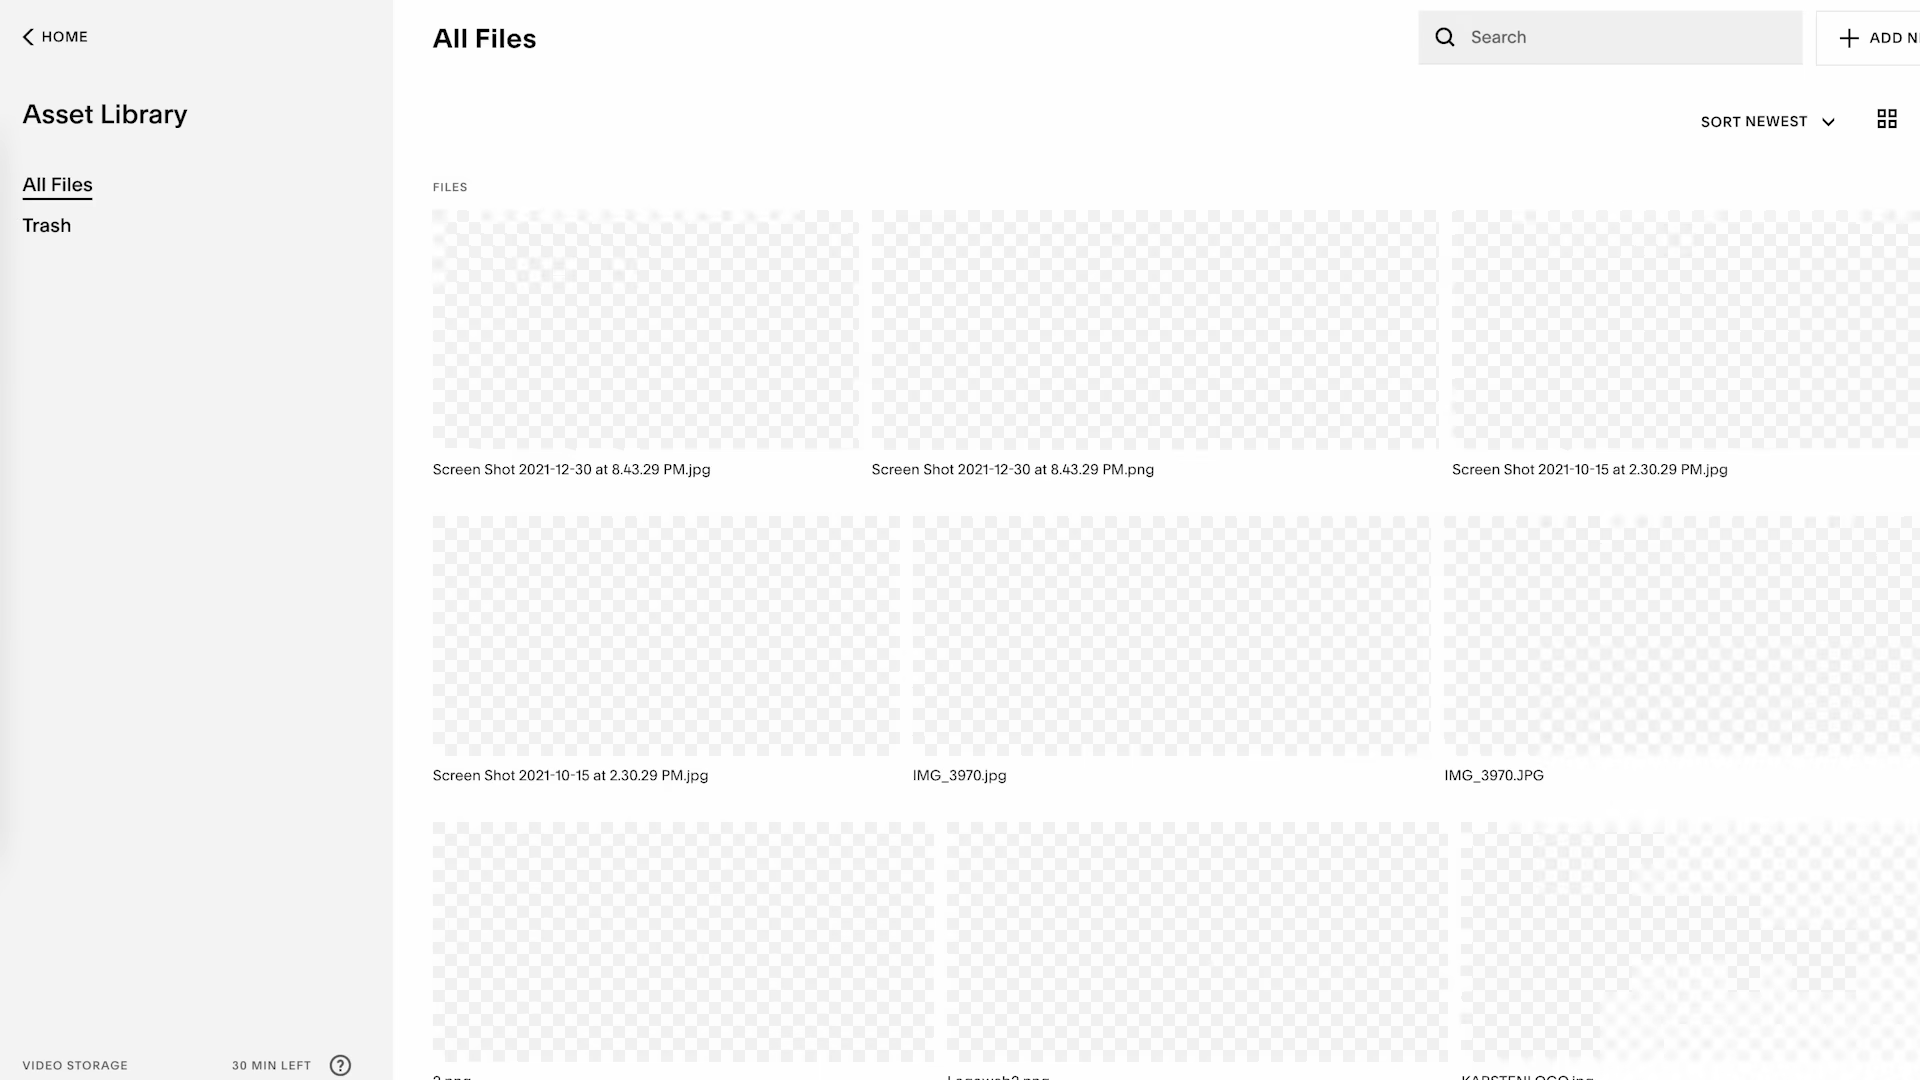 HOME
All Files
Search
ADD
Asset Library
SORT NEWEST
All Files
FILES
Trash
Screen Shot 2021-12-30 at 8.43.29 PM.jpg
Screen Shot 2021-12-30 at 8.43.29 PM.png
Screen Shot 2021-10-15 at 2.30.29 PM.jpg
Screen Shot 2021-10-15 at 2.30.29 PM.jpg
IMG_3970.jpg
IMG_3970.JPG
VIDEO STORAGE
30 MIN LEFT